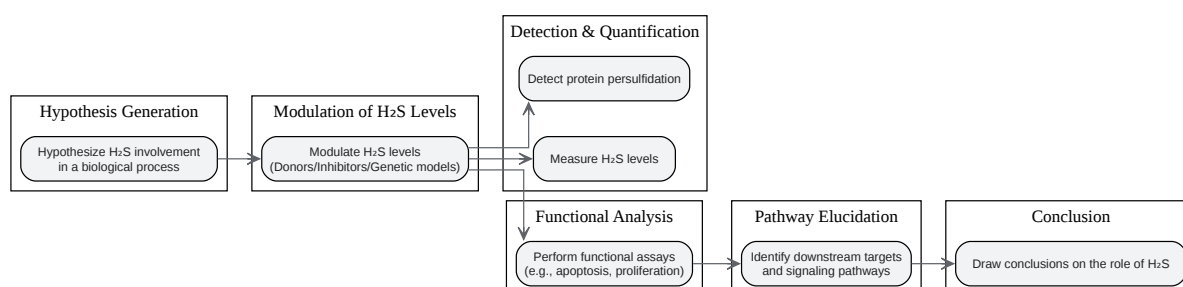 Detection & Quantification
Detect protein persulfidation
Hypothesis Generation
Modulation of H₂S Levels
Hypothesize H₂S involvement
in a biological process
Modulate H₂S levels
(Donors/Inhibitors/Genetic models)
Measure H₂S levels
Functional Analysis
Pathway Elucidation
Conclusion
Perform functional assays
(e.g., apoptosis, proliferation)
Identify downstream targets
and signaling pathways
Draw conclusions on the role of H₂S